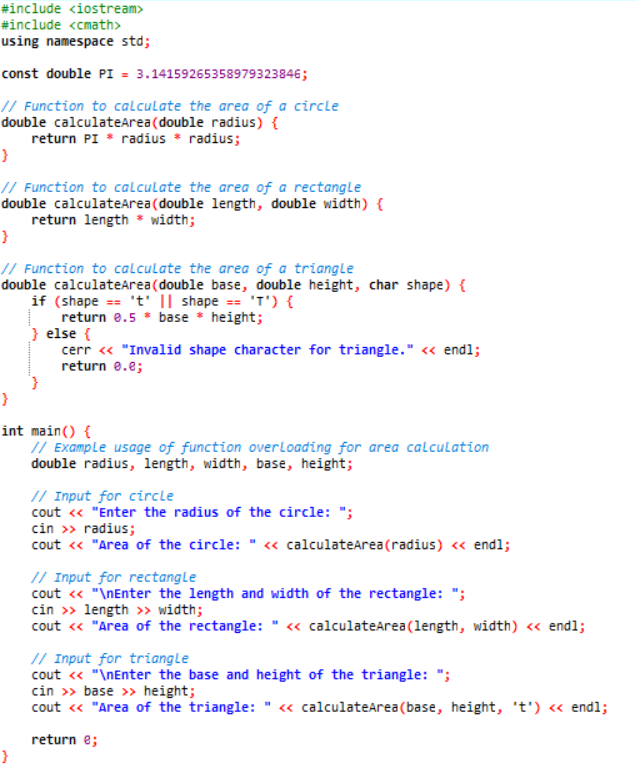 #include <iostream>
#include <cmath>
using namespace std;

const double PI = 3.14159265358979323846;

// Function to calculate the area of a circle
double calculateArea(double radius) {
    return PI * radius * radius;
}

// Function to calculate the area of a rectangle
double calculateArea(double length, double width) {
    return length * width;
}

// Function to calculate the area of a triangle
double calculateArea(double base, double height, char shape) {
    if (shape == 't' || shape == 'T') {
        return 0.5 * base * height;
    } else {
        cerr << "Invalid shape character for triangle." << endl;
        return 0.0;
    }
}

int main() {
    // Example usage of function overloading for area calculation
    double radius, length, width, base, height;

    // Input for circle
    cout << "Enter the radius of the circle: ";
    cin >> radius;
    cout << "Area of the circle: " << calculateArea(radius) << endl;

    // Input for rectangle
    cout << "\nEnter the length and width of the rectangle: ";
    cin >> length >> width;
    cout << "Area of the rectangle: " << calculateArea(length, width) << endl;

    // Input for triangle
    cout << "\nEnter the base and height of the triangle: ";
    cin >> base >> height;
    cout << "Area of the triangle: " << calculateArea(base, height, 't') << endl;

    return 0;
}